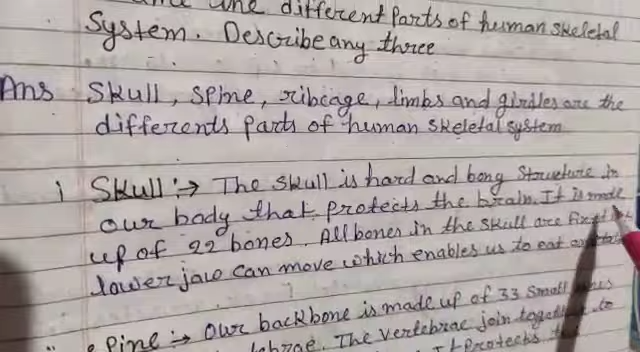 the different Parts of human skeletal
System. Describe any three
Ans Skull, Spine, ribcage, limbs and girdles are the
differents parts of human skeletal system
i Skull :→ The skull is hard and bony Structure in
our body that protects the brain. It is made
up of 22 bones. All bones in the skull are fixed
lower jaw can move which enables us to eat
Spine :→ Our backbone is made up of 33 Small
The vertebrae join together to
It Protects the